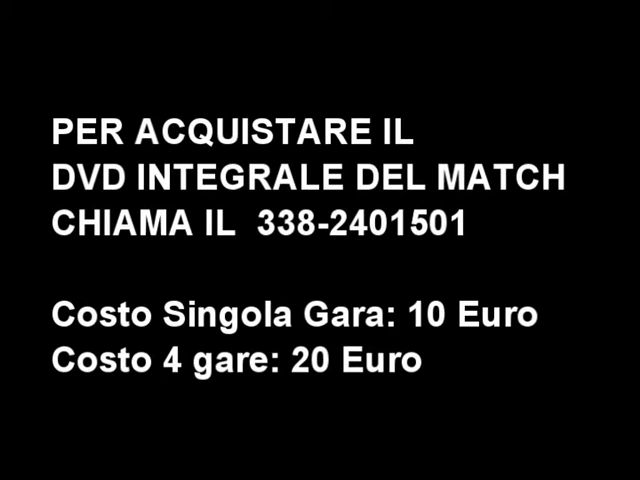 PER ACQUISTARE IL
DVD INTEGRALE DEL MATCH
CHIAMA IL 338-2401501
Costo Singola Gara: 10 Euro
Costo 4 gare: 20 Euro